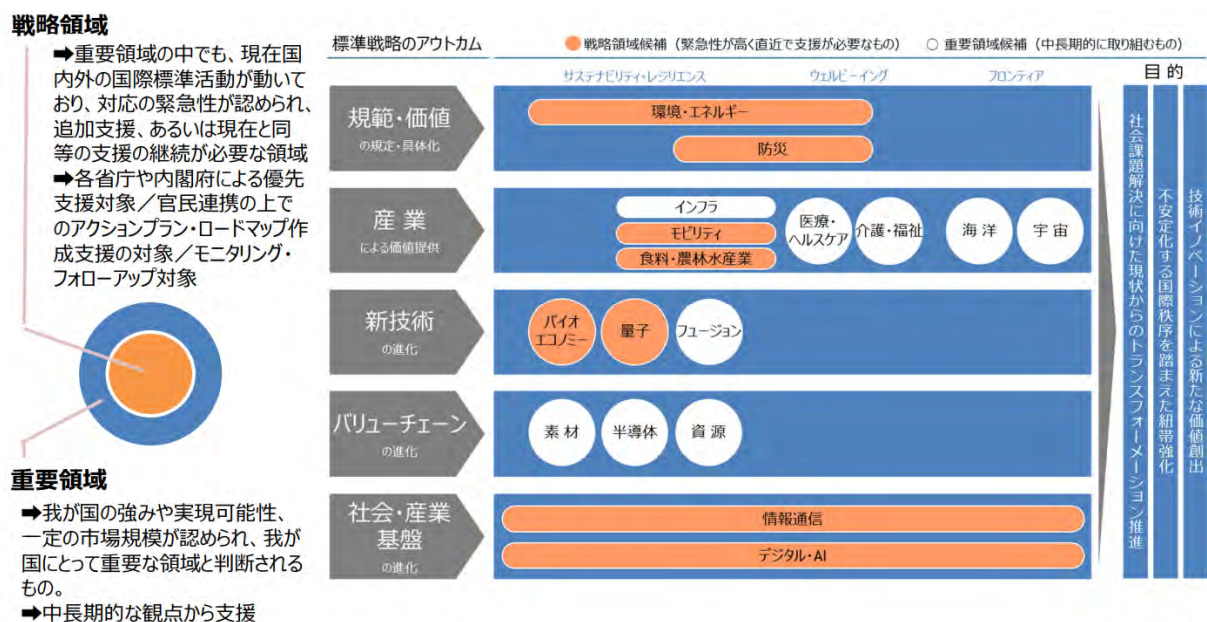 戦略領域
➡重要領域の中でも、現在国
内外の国際標準活動が動いて
おり、対応の緊急性が認められ、
追加支援、あるいは現在と同
等の支援の継続が必要な領域
➡各省庁や内閣府による優先
支援対象／官民連携の上で
のアクションプラン・ロードマップ作
成支援の対象／モニタリング・
フォローアップ対象
重要領域
➡我が国の強みや実現可能性、
一定の市場規模が認められ、我が
国にとって重要な領域と判断される
もの。
➡中長期的な観点から支援
標準戦略のアウトカム
戦略領域候補（緊急性が高く直近で支援が必要なもの）
重要領域候補（中長期的に取り組むもの）
サステナビリティ・レジリエンス
ウェルビーイング
フロンティア
目的
規範・価値
の規定・具体化
環境・エネルギー
防災
産業
による価値提供
インフラ
モビリティ
食料・農林水産業
医療・
ヘルスケア
介護・福祉
海洋
宇宙
新技術
の進化
バイオ
エコノミー
量子
フュージョン
バリューチェーン
の進化
素材
半導体
資源
社会・産業
基盤
の進化
情報通信
デジタル・AI
社会課題解決に向けた現状からのトランスフォーメーション推進
不安定化する国際秩序を踏まえた紐帯強化
技術イノベーションによる新たな価値創出